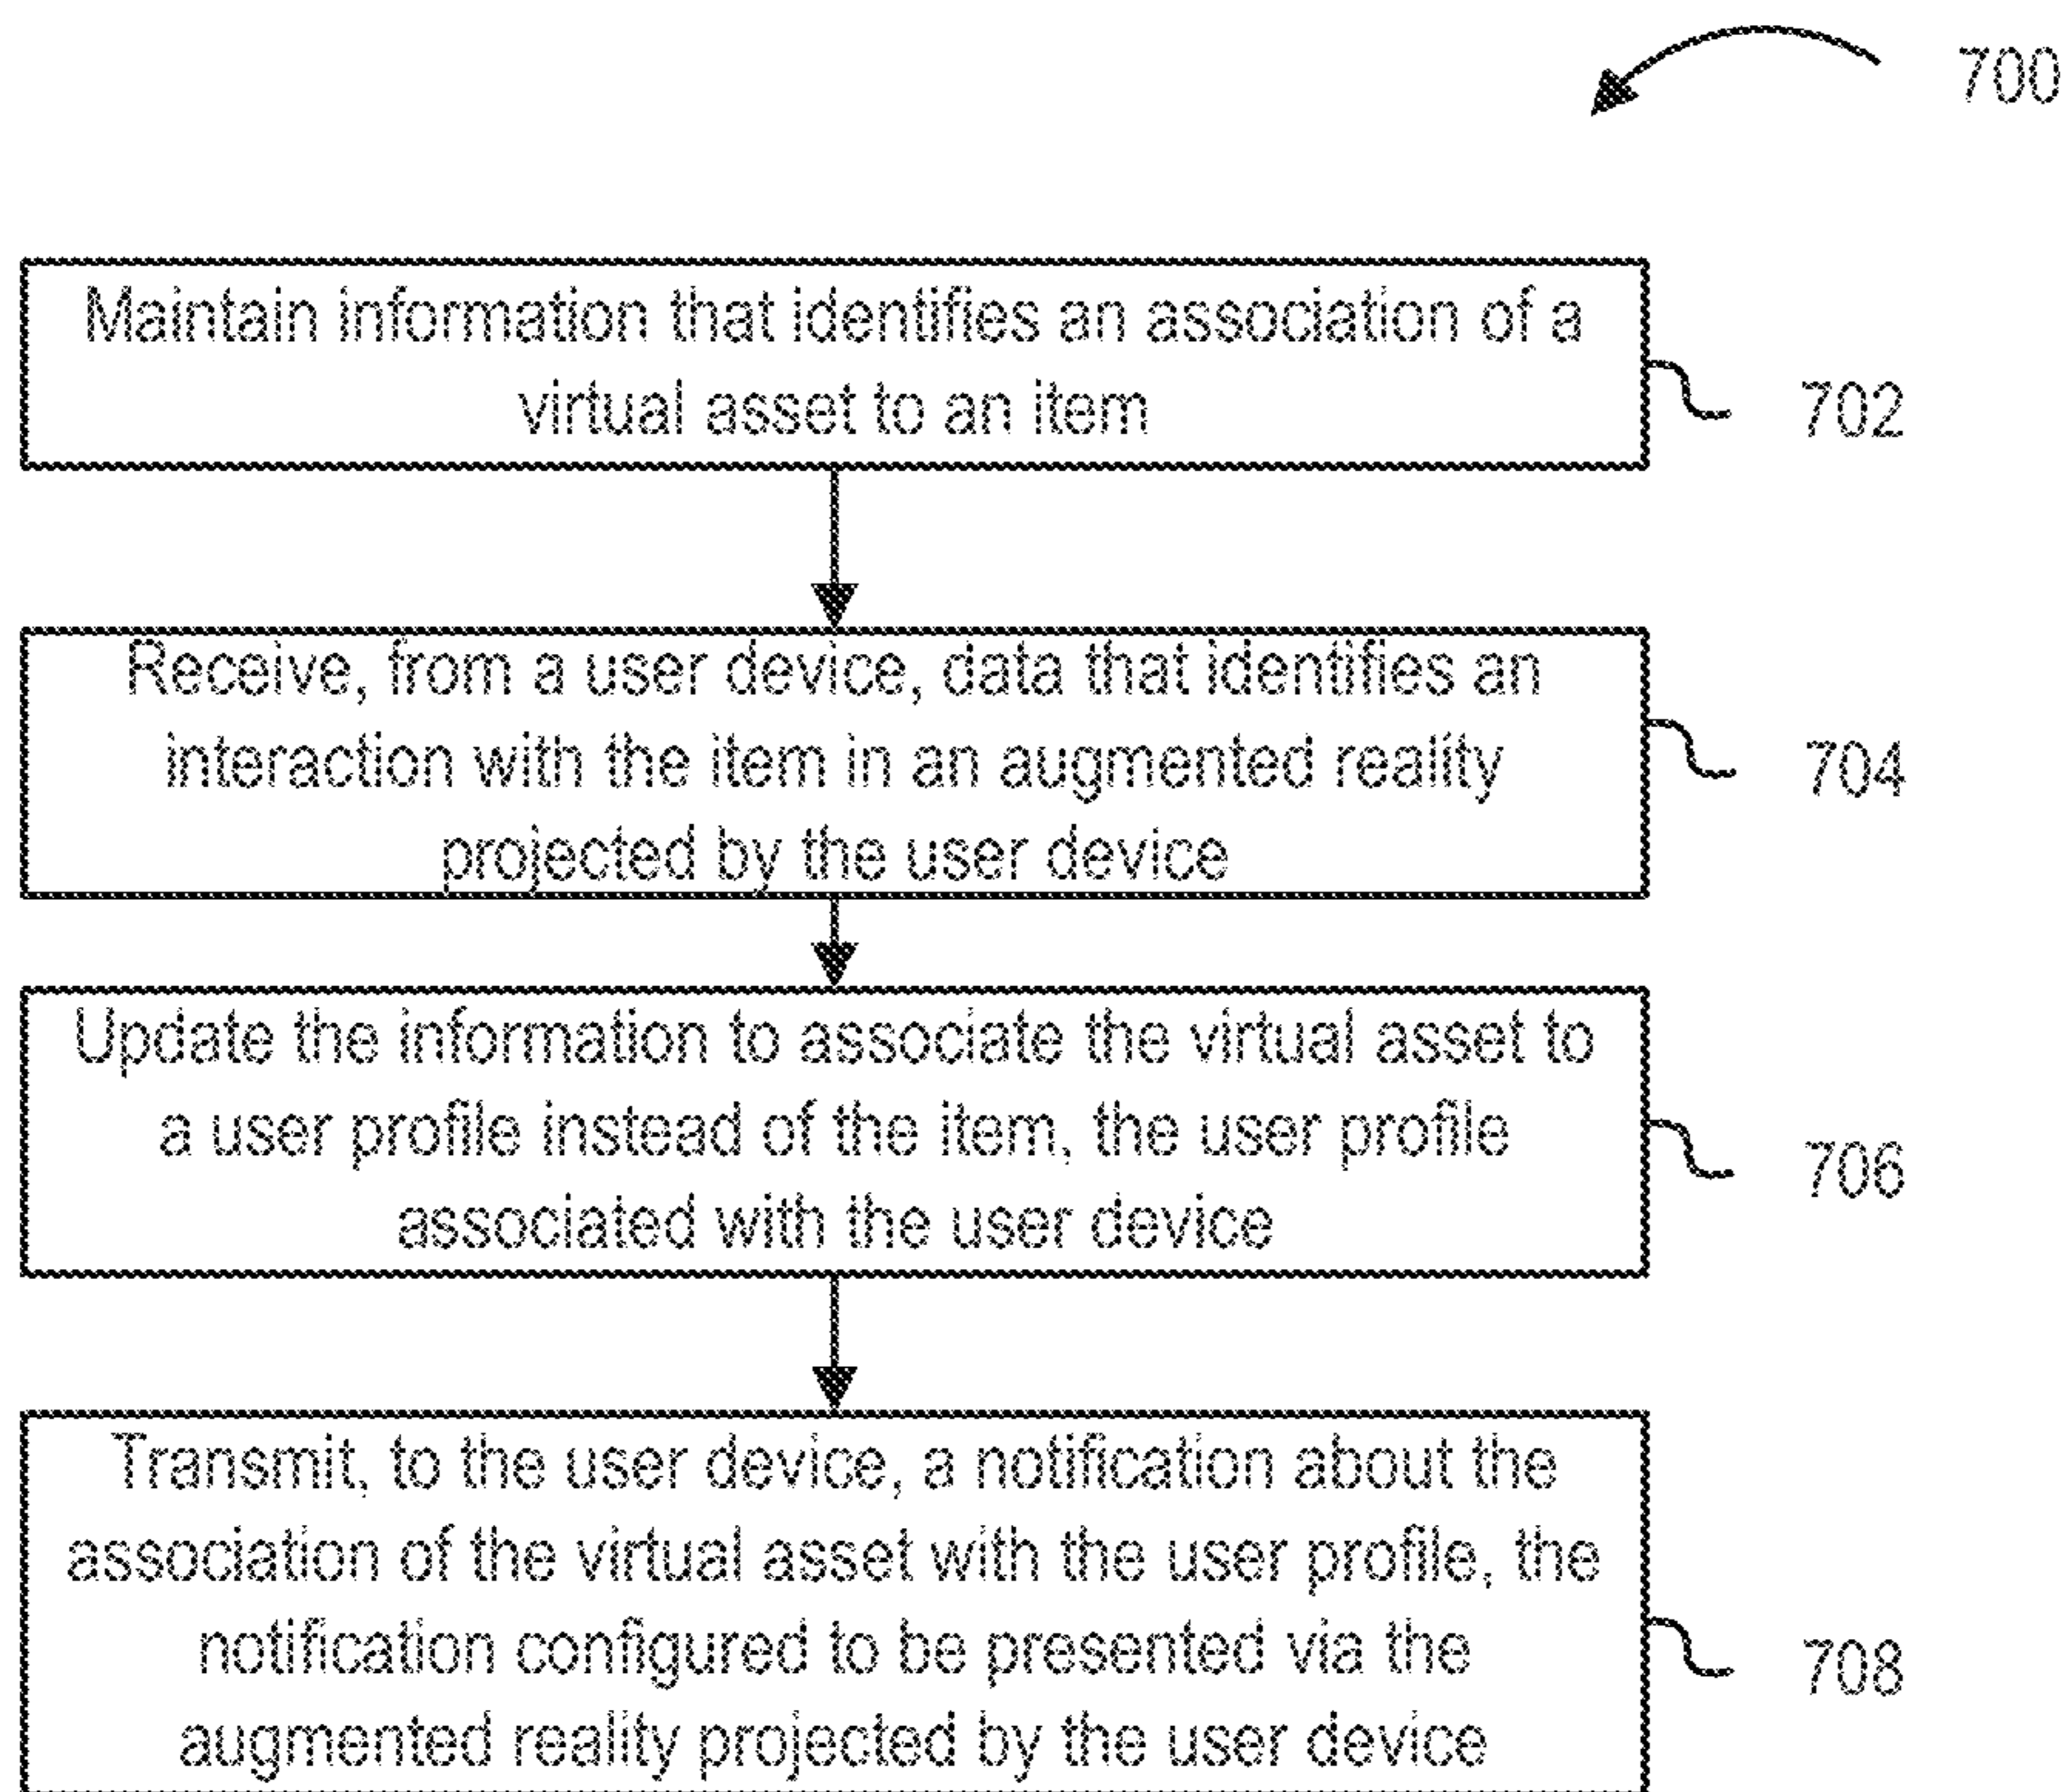 700
Maintain information that identifies an association of a
virtual asset to an item
702
Receive, from a user device, data that identifies an
interaction with the item in an augmented reality
projected by the user device
704
Update the information to associate the virtual asset to
a user profile instead of the item, the user profile
associated with the user device
706
Transmit, to the user device, a notification about the
association of the virtual asset with the user profile, the
notification configured to be presented via the
augmented reality projected by the user device
708